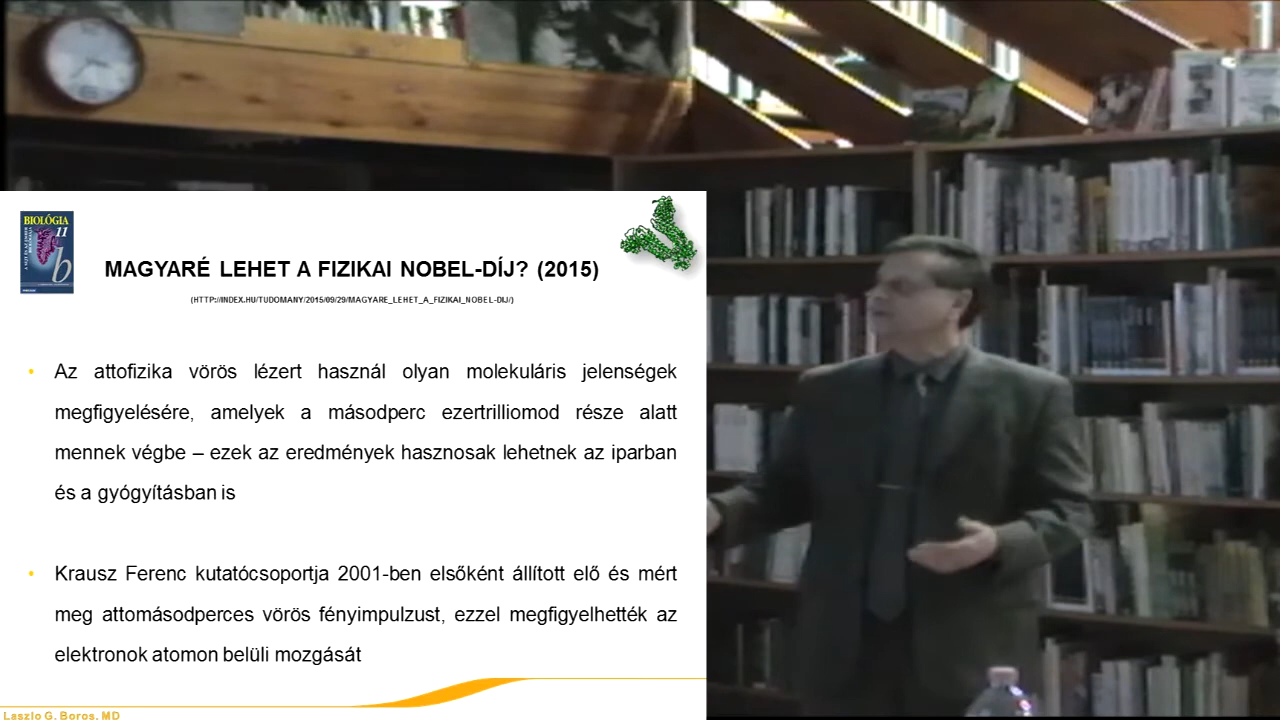 BIOLÓGIA
11
b
MAGYARÉ LEHET A FIZIKAI NOBEL-DÍJ? (2015)
(HTTP://INDEX.HU/TUDOMANY/2015/09/29/MAGYARE_LEHET_A_FIZIKAI_NOBEL-DIJ/)
• Az attofizika vörös lézert használ olyan molekuláris jelenségek
megfigyelésére, amelyek a másodperc ezertrilliomod része alatt
mennek végbe – ezek az eredmények hasznosak lehetnek az iparban
és a gyógyításban is
• Krausz Ferenc kutatócsoportja 2001-ben elsőként állított elő és mért
meg attomásodperces vörös fényimpulzust, ezzel megfigyelhették az
elektronok atomon belüli mozgását
Laszlo G. Boros, MD